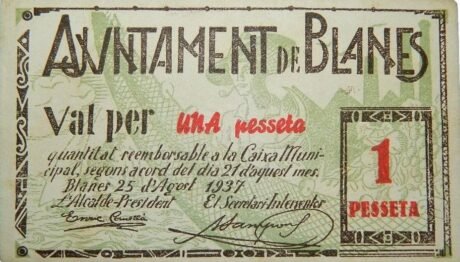 AJUNTAMENT DE BLANES
Val per UNA pesseta
quantitat reemborsable a la Caixa Muni-
cipal, segons acord del dia 21 d'aquest mes.
Blanes 25 d'Agost 1937
L'Alcalde-President El Secretari Interventor
1
PESSETA